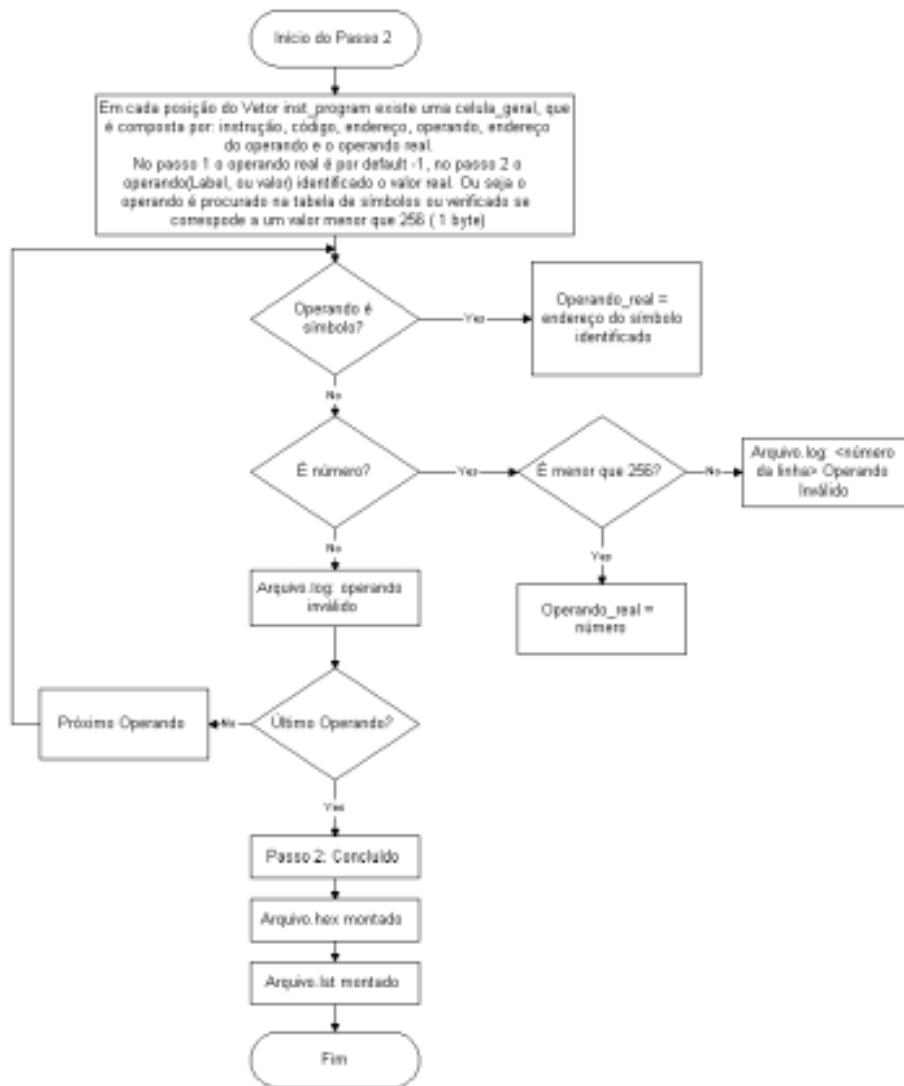 Início do Passo 2
Em cada posição do Vetor inst_program existe uma celula_geral, que
é composta por: instrução, código, endereço, operando, endereço
do operando e o operando real.
No passo 1 o operando real é por default -1, no passo 2 o
operando(Label, ou valor) identificado o valor real. Ou seja o
operando é procurado na tabela de símbolos ou verificado se
correspode a um valor menor que 256 ( 1 byte)
Operando é
símbolo?
Yes
Operando_real =
endereço do símbolo
identificado
No
É número?
Yes
É menor que 256?
No
Arquivo.log: <número
da linha> Operando
Inválido
No
Yes
Arquivo.log: operando
inválido
Operando_real =
número
Próximo Operando
No
Último Operando?
Yes
Passo 2: Concluído
Arquivo.hex montado
Arquivo.lst montado
Fim